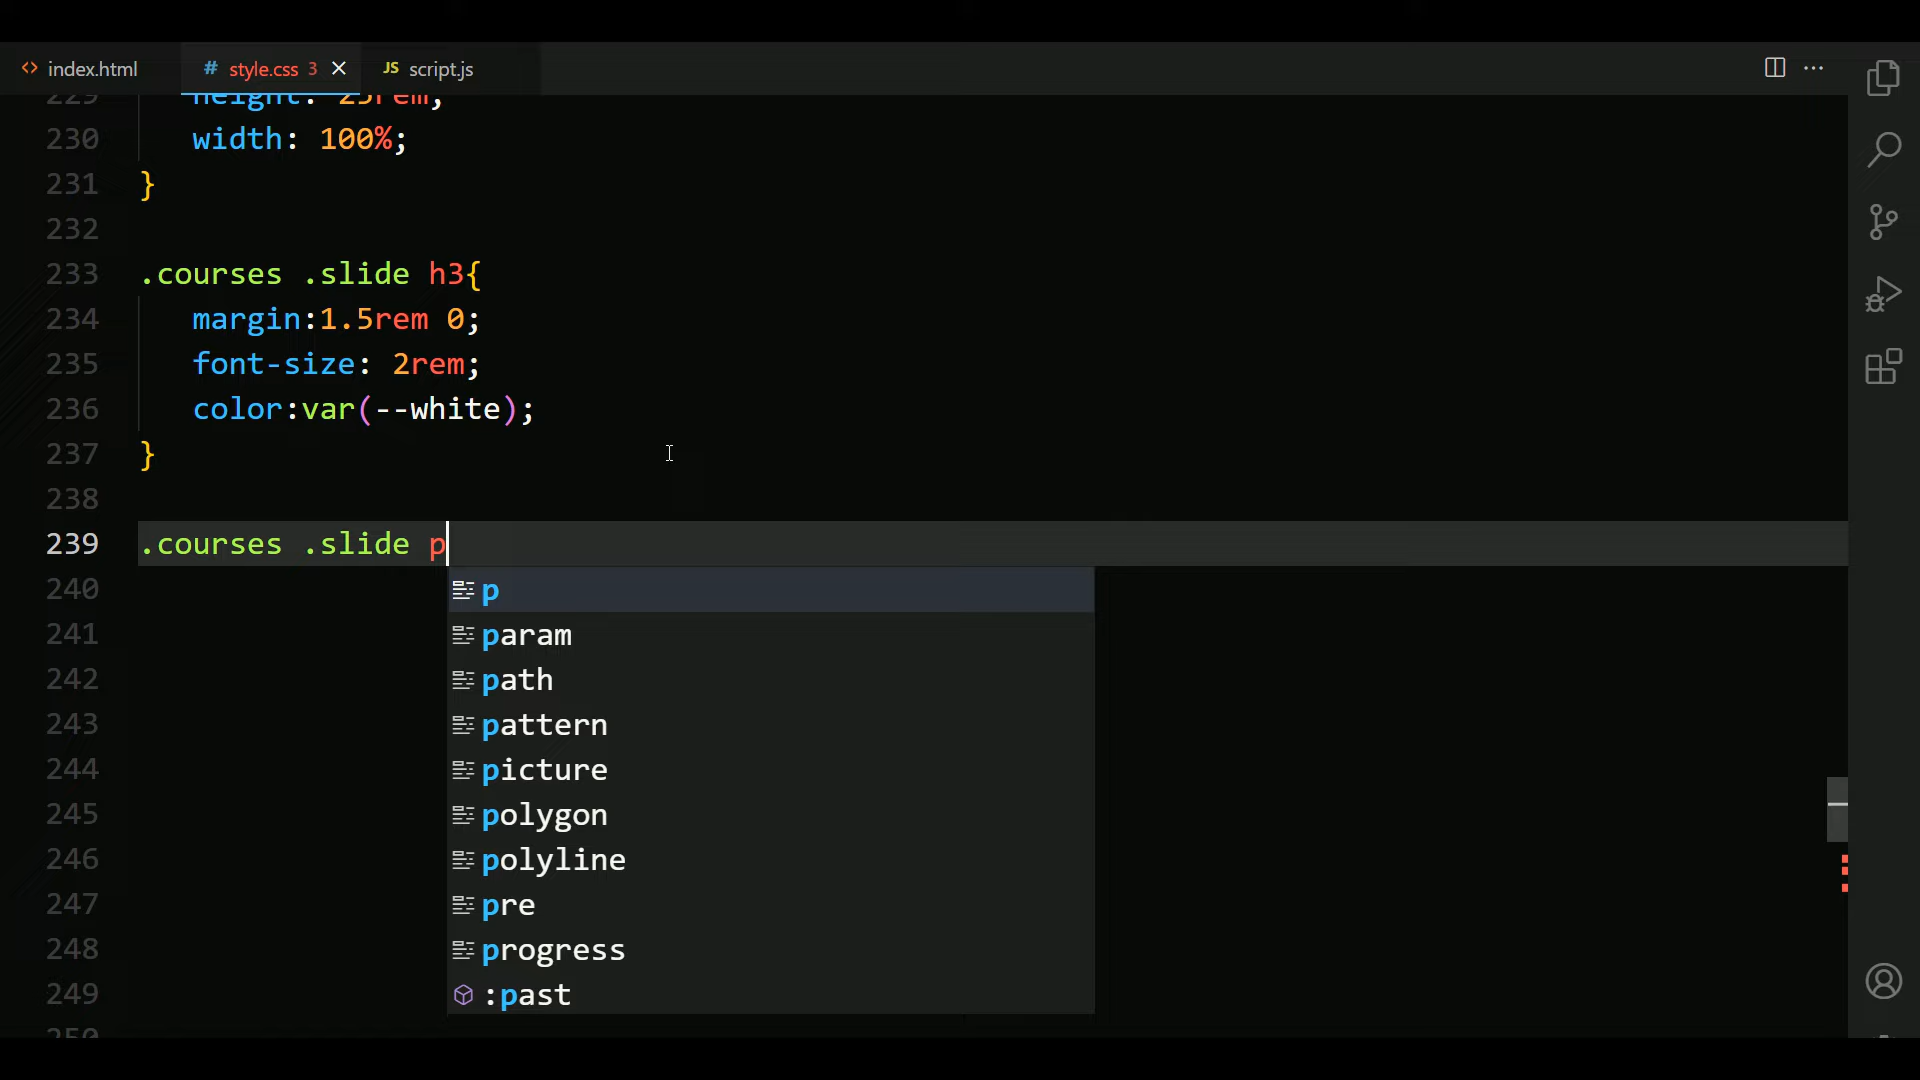 <> index.html # style.css 3 × JS script.js ···
229 height: 25rem;
230 width: 100%;
231 }
232
233 .courses .slide h3{
234 margin:1.5rem 0;
235 font-size: 2rem;
236 color:var(--white);
237 }
238
239 .courses .slide p
240 p
241 param
242 path
243 pattern
244 picture
245 polygon
246 polyline
247 pre
248 progress
249 :past
250